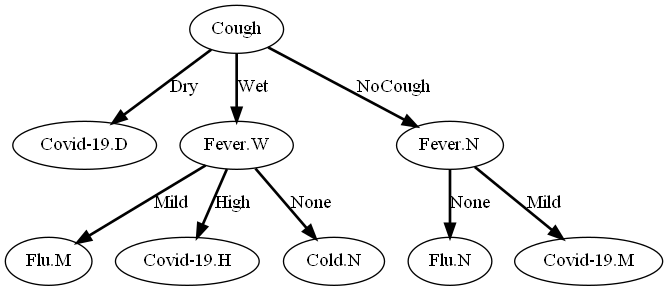 Cough
Dry
Wet
NoCough
Covid-19.D
Fever.W
Fever.N
Mild
High
None
None
Mild
Flu.M
Covid-19.H
Cold.N
Flu.N
Covid-19.M